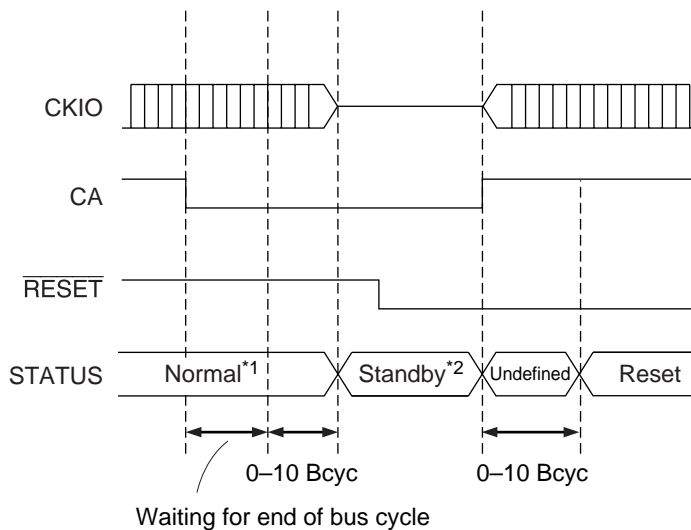 CKIO
CA
RESET
STATUS
Normal*1
Standby*2
Undefined
Reset
0–10 Bcyc
0–10 Bcyc
Waiting for end of bus cycle